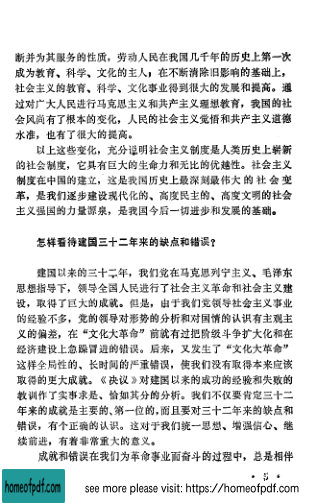 断并为其服务的性质，劳动人民在我国几千年的历史上第一次
成为教育、科学、文化的主人，在不断清除旧影响的基础上，
社会主义的教育、科学、文化事业得到很大的发展和提高。通
过对广大人民进行马克思主义和共产主义理想教育，我国的社
会风尚有了根本的变化，人民的社会主义觉悟和共产主义道德
水准，也有了很大的提高。
以上这些变化，充分证明社会主义制度是人类历史上崭新
的社会制度，它具有巨大的生命力和无比的优越性。社会主义
制度在中国的建立，这是我国历史上最深刻最伟大的社会变
革，是我们逐步建设现代化的、高度民主的、高度文明的社会
主义强国的力量源泉，是我国今后一切进步和发展的基础。
怎样看待建国三十二年来的缺点和错误？
建国以来的三十二年，我们党在马克思列宁主义、毛泽东
思想指导下，领导全国人民进行了社会主义革命和社会主义建
设，取得了巨大的成就。但是，由于我们党领导社会主义事业
的经验不多，党的领导对形势的分析和对国情的认识有主观主
义的偏差，在“文化大革命”前就有过把阶级斗争扩大化和在
经济建设上急躁冒进的错误。后来，又发生了“文化大革命”
这样全局性的、长时间的严重错误，使我们没有取得本来应该
取得的更大成就。《决议》对建国以来的成功的经验和失败的
教训作了实事求是、恰如其分的分析。我们不仅要肯定三十二
年来的成就是主要的、第一位的，而且要对三十二年来的缺点和
错误，有个正确的认识。这对于我们统一思想、增强信心、继
续前进，有着非常重大的意义。
成就和错误在我们为革命事业而奋斗的过程中，总是相伴
· 5 ·
homeofpdf.com
see more please visit: https://homeofpdf.com